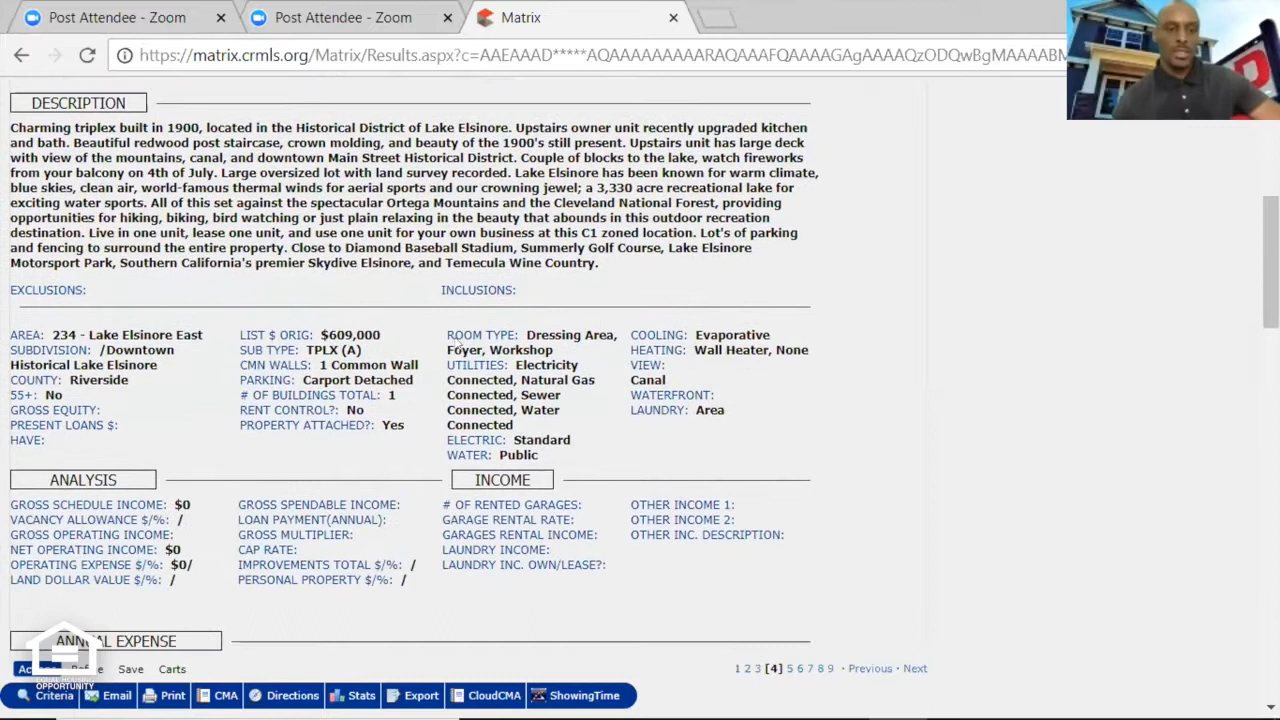 Post Attendee - Zoom
Post Attendee - Zoom
Matrix
https://matrix.crmls.org/Matrix/Results.aspx?c=AAEAAAD*****AQAAAAAAAAARAQAAAFQAAAAGAgAAAAQzODQwBgMAAAABM
DESCRIPTION
Charming triplex built in 1900, located in the Historical District of Lake Elsinore. Upstairs owner unit recently upgraded kitchen
and bath. Beautiful redwood post staircase, crown molding, and beauty of the 1900's still present. Upstairs unit has large deck
with view of the mountains, canal, and downtown Main Street Historical District. Couple of blocks to the lake, watch fireworks
from your balcony on 4th of July. Large oversized lot with land survey recorded. Lake Elsinore has been known for warm climate,
blue skies, clean air, world-famous thermal winds for aerial sports and our crowning jewel; a 3,330 acre recreational lake for
exciting water sports. All of this set against the spectacular Ortega Mountains and the Cleveland National Forest, providing
opportunities for hiking, biking, bird watching or just plain relaxing in the beauty that abounds in this outdoor recreation
destination. Live in one unit, lease one unit, and use one unit for your own business at this C1 zoned location. Lot's of parking
and fencing to surround the entire property. Close to Diamond Baseball Stadium, Summerly Golf Course, Lake Elsinore
Motorsport Park, Southern California's premier Skydive Elsinore, and Temecula Wine Country.
EXCLUSIONS: INCLUSIONS:
AREA: 234 - Lake Elsinore East
SUBDIVISION: /Downtown
Historical Lake Elsinore
COUNTY: Riverside
55+: No
GROSS EQUITY:
PRESENT LOANS $:
HAVE:
LIST $ ORIG: $609,000
SUB TYPE: TPLX (A)
CMN WALLS: 1 Common Wall
PARKING: Carport Detached
# OF BUILDINGS TOTAL: 1
RENT CONTROL?: No
PROPERTY ATTACHED?: Yes
ROOM TYPE: Dressing Area,
Foyer, Workshop
UTILITIES: Electricity
Connected, Natural Gas
Connected, Sewer
Connected, Water
Connected
ELECTRIC: Standard
WATER: Public
COOLING: Evaporative
HEATING: Wall Heater, None
VIEW:
Canal
WATERFRONT:
LAUNDRY: Area
ANALYSIS
GROSS SCHEDULE INCOME: $0
VACANCY ALLOWANCE $/%: /
GROSS OPERATING INCOME:
NET OPERATING INCOME: $0
OPERATING EXPENSE $/%: $0/
LAND DOLLAR VALUE $/%: /
GROSS SPENDABLE INCOME:
LOAN PAYMENT(ANNUAL):
GROSS MULTIPLIER:
CAP RATE:
IMPROVEMENTS TOTAL $/%: /
PERSONAL PROPERTY $/%: /
INCOME
# OF RENTED GARAGES:
GARAGE RENTAL RATE:
GARAGES RENTAL INCOME:
LAUNDRY INCOME:
LAUNDRY INC. OWN/LEASE?:
OTHER INCOME 1:
OTHER INCOME 2:
OTHER INC. DESCRIPTION:
ANNUAL EXPENSE
Save Carts
1 2 3 [4] 5 6 7 8 9 · Previous · Next
Criteria Email Print CMA Directions Stats Export CloudCMA ShowingTime
EQUAL HOUSING
OPPORTUNITY